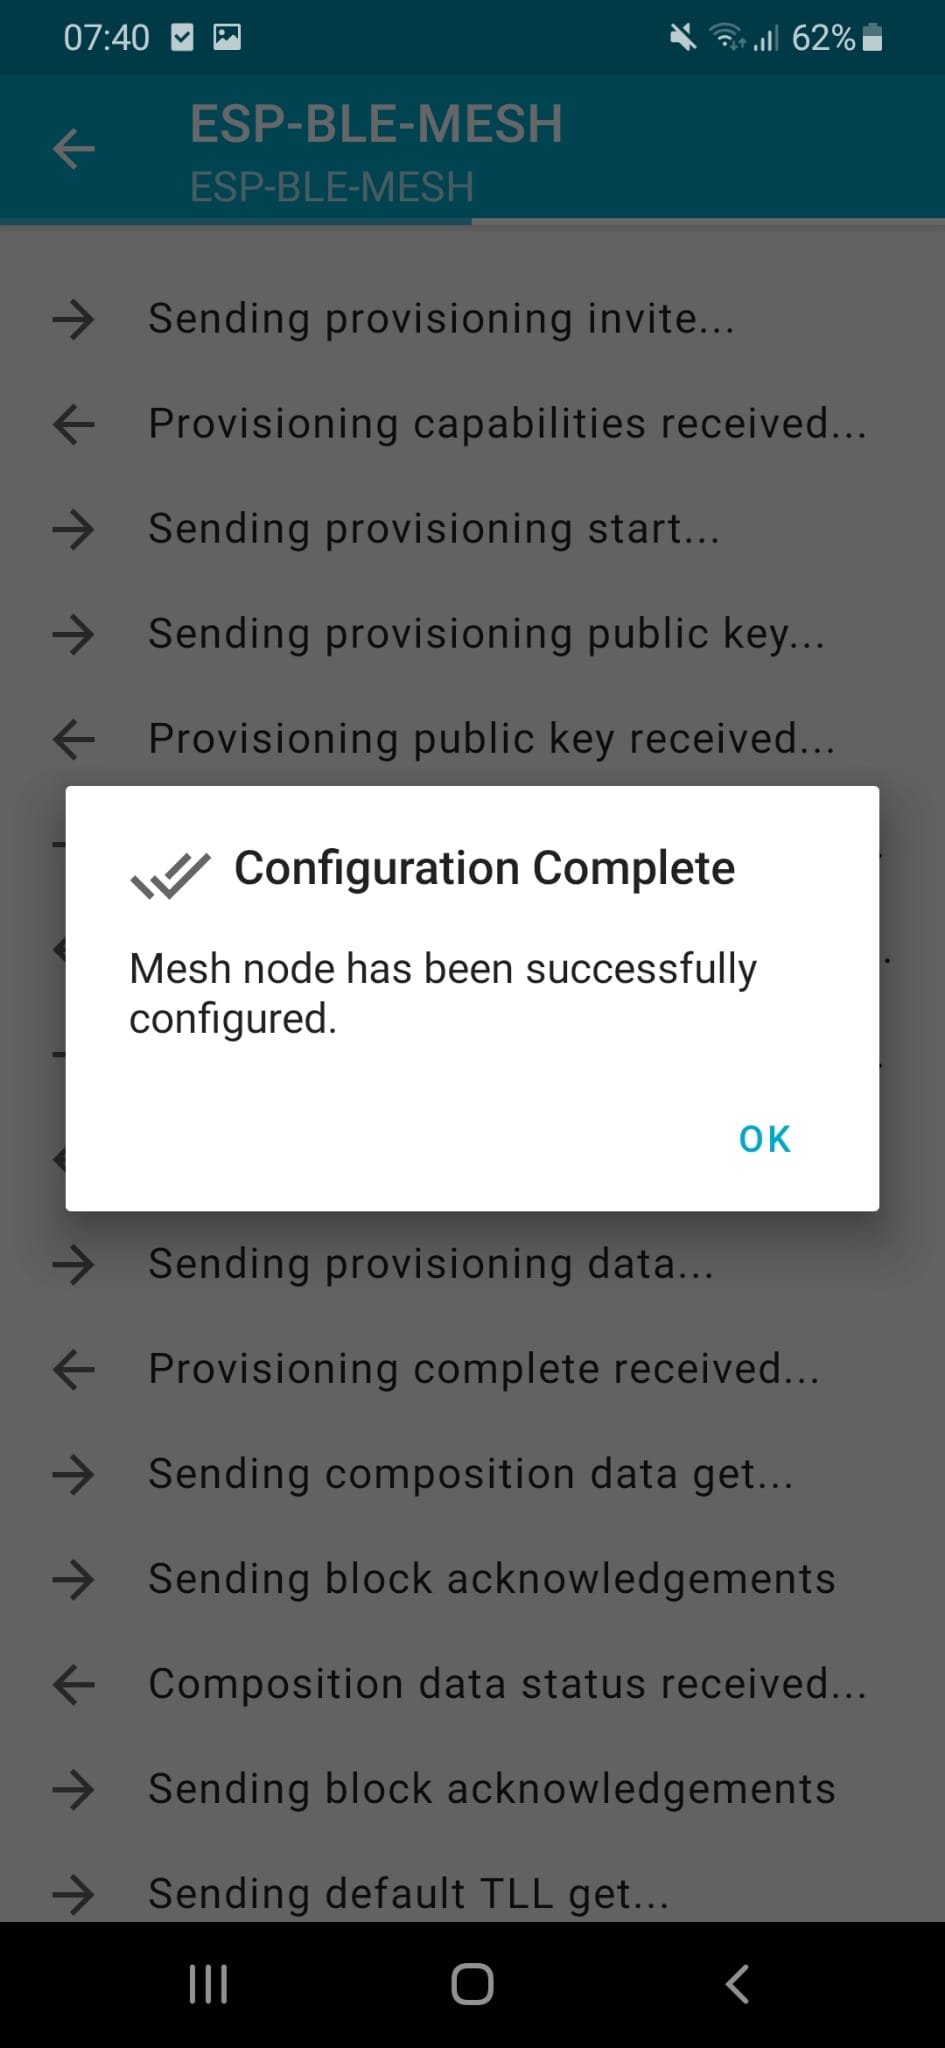 07:40
62%
ESP-BLE-MESH
ESP-BLE-MESH
Sending provisioning invite...
Provisioning capabilities received...
Sending provisioning start...
Sending provisioning public key...
Provisioning public key received...
Configuration Complete
Mesh node has been successfully
configured.
OK
Sending provisioning data...
Provisioning complete received...
Sending composition data get...
Sending block acknowledgements
Composition data status received...
Sending block acknowledgements
Sending default TLL get...